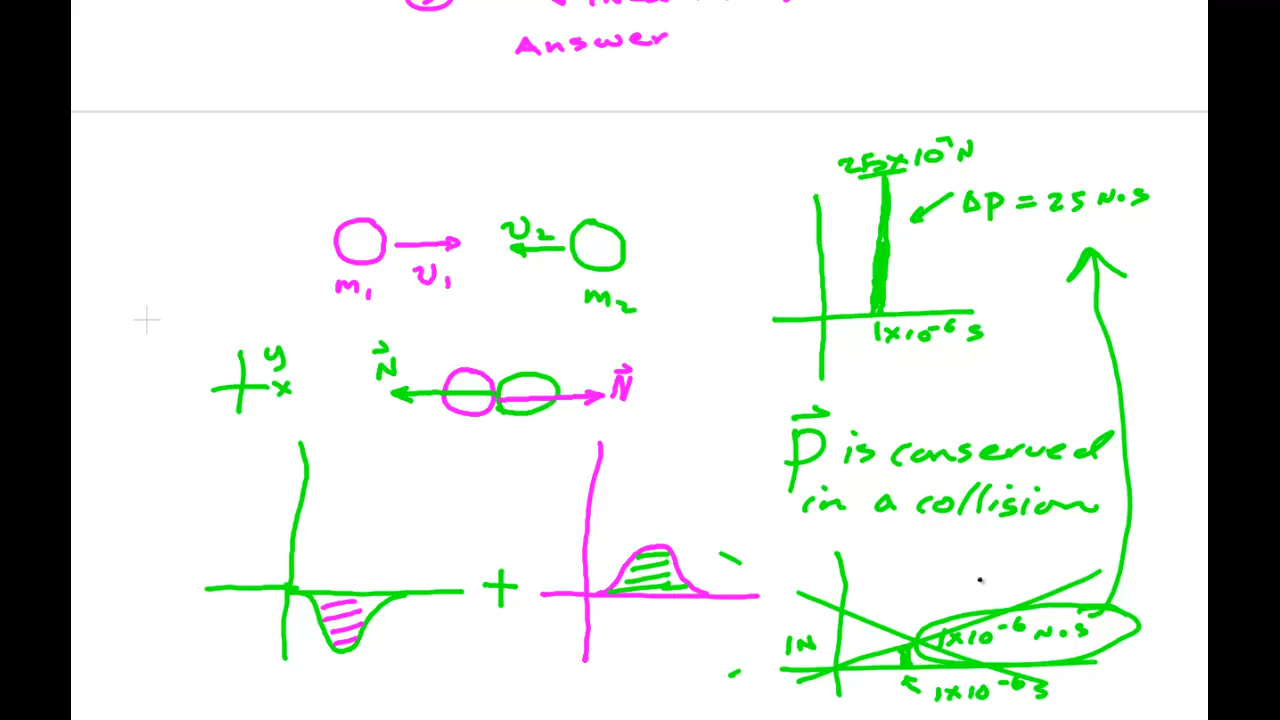 Answer
25×10⁷ N
Δp = 25 N·s
1×10⁻⁶ s
v₁
m₁
v₂
m₂
y
x
N⃗
N⃗
p⃗ is conserved
in a collision
+
1N
1×10⁻⁶ N·s
1×10⁻⁶ s